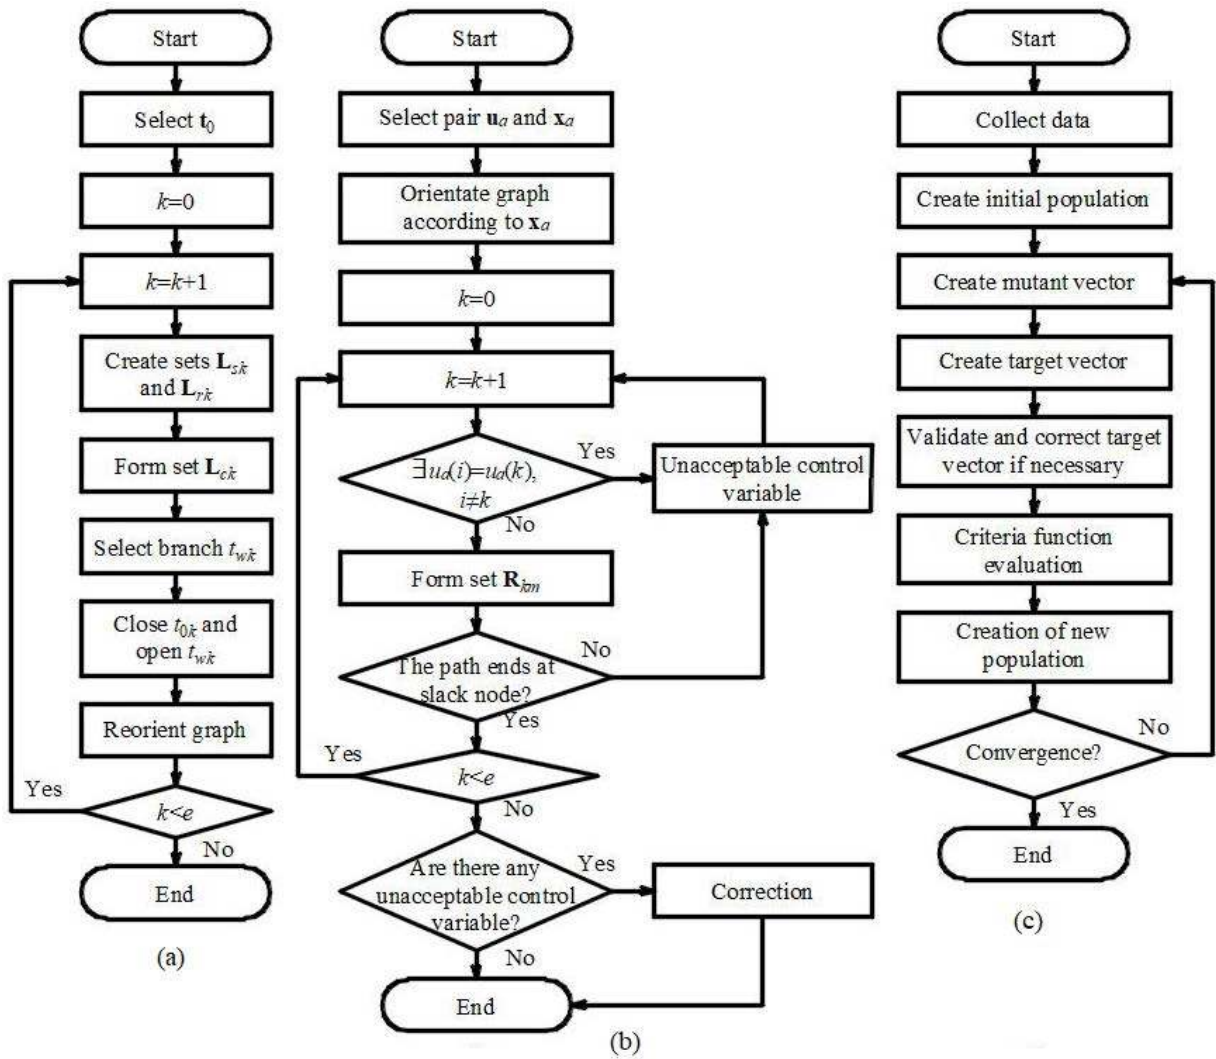 Start
Select t₀
k=0
k=k+1
Create sets Lsk
and Lrk
Form set Lck
Select branch twk
Close t0k and
open twk
Reorient graph
Yes
k<e
No
End
(a)
Start
Select pair ua and xa
Orientate graph
according to xa
k=0
k=k+1
∃ua(i)=ua(k),
i≠k
Yes
Unacceptable control
variable
No
Form set Rkm
The path ends at
slack node?
No
Yes
Yes
k<e
No
Are there any
unacceptable control
variable?
Yes
Correction
No
End
(b)
Start
Collect data
Create initial population
Create mutant vector
Create target vector
Validate and correct target
vector if necessary
Criteria function
evaluation
Creation of new
population
Convergence?
No
Yes
End
(c)